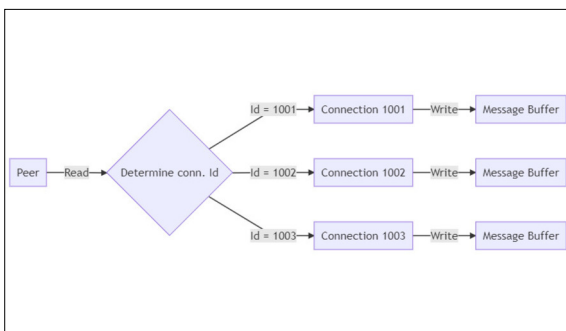 Id = 1001 Connection 1001 Write Message Buffer
Peer Read Determine conn. Id Id = 1002 Connection 1002 Write Message Buffer
Id = 1003 Connection 1003 Write Message Buffer